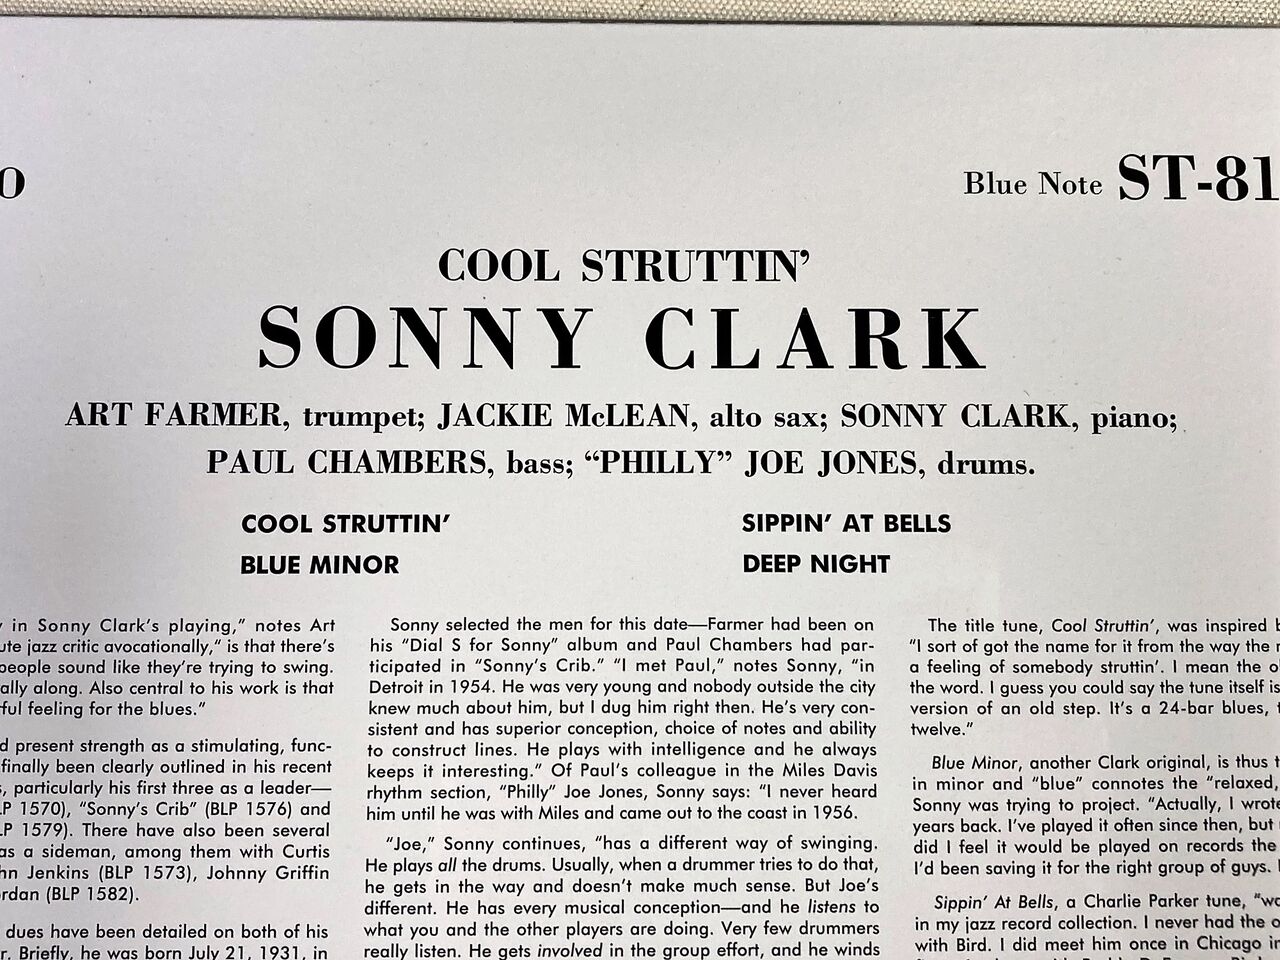 O
Blue Note ST-81
COOL STRUTTIN’
SONNY CLARK
ART FARMER, trumpet; JACKIE McLEAN, alto sax; SONNY CLARK, piano;
PAUL CHAMBERS, bass; “PHILLY” JOE JONES, drums.
COOL STRUTTIN’
BLUE MINOR
SIPPIN’ AT BELLS
DEEP NIGHT
in Sonny Clark’s playing,” notes Art
ute jazz critic avocationally,” is that there’s
people sound like they’re trying to swing.
ally along. Also central to his work is that
ful feeling for the blues.”
d present strength as a stimulating, func-
finally been clearly outlined in his recent
s, particularly his first three as a leader—
LP 1570), “Sonny’s Crib” (BLP 1576) and
LP 1579). There have also been several
as a sideman, among them with Curtis
hn Jenkins (BLP 1573), Johnny Griffin
ordan (BLP 1582).
dues have been detailed on both of his
r. Briefly, he was born July 21, 1931, in
Sonny selected the men for this date—Farmer had been on
his “Dial S for Sonny” album and Paul Chambers had par-
ticipated in “Sonny’s Crib.” “I met Paul,” notes Sonny, “in
Detroit in 1954. He was very young and nobody outside the city
knew much about him, but I dug him right then. He’s very con-
sistent and has superior conception, choice of notes and ability
to construct lines. He plays with intelligence and he always
keeps it interesting.” Of Paul’s colleague in the Miles Davis
rhythm section, “Philly” Joe Jones, Sonny says: “I never heard
him until he was with Miles and came out to the coast in 1956.
“Joe,” Sonny continues, “has a different way of swinging.
He plays all the drums. Usually, when a drummer tries to do that,
he gets in the way and doesn’t make much sense. But Joe’s
different. He has every musical conception—and he listens to
what you and the other players are doing. Very few drummers
really listen. He gets involved in the group effort, and he winds
The title tune, Cool Struttin’, was inspired b
“I sort of got the name for it from the way the
a feeling of somebody struttin’. I mean the o
the word. I guess you could say the tune itself is
version of an old step. It’s a 24-bar blues,
twelve.”
Blue Minor, another Clark original, is thus t
in minor and “blue” connotes the “relaxed,
Sonny was trying to project. “Actually, I wrote
years back. I’ve played it often since then, but
did I feel it would be played on records the
I’d been saving it for the right group of guys.
Sippin’ At Bells, a Charlie Parker tune, “wa
in my jazz record collection. I never had the o
with Bird. I did meet him once in Chicago in